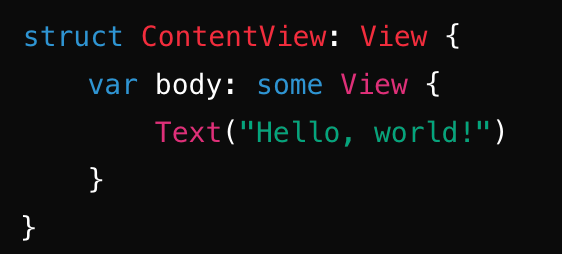 struct ContentView: View {
    var body: some View {
        Text("Hello, world!")
    }
}